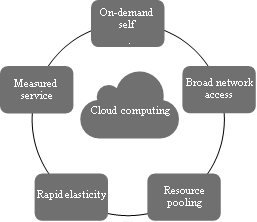 On-demand
self
.
Broad network
access
Measured
service
Cloud computing
Rapid elasticity
Resource
pooling